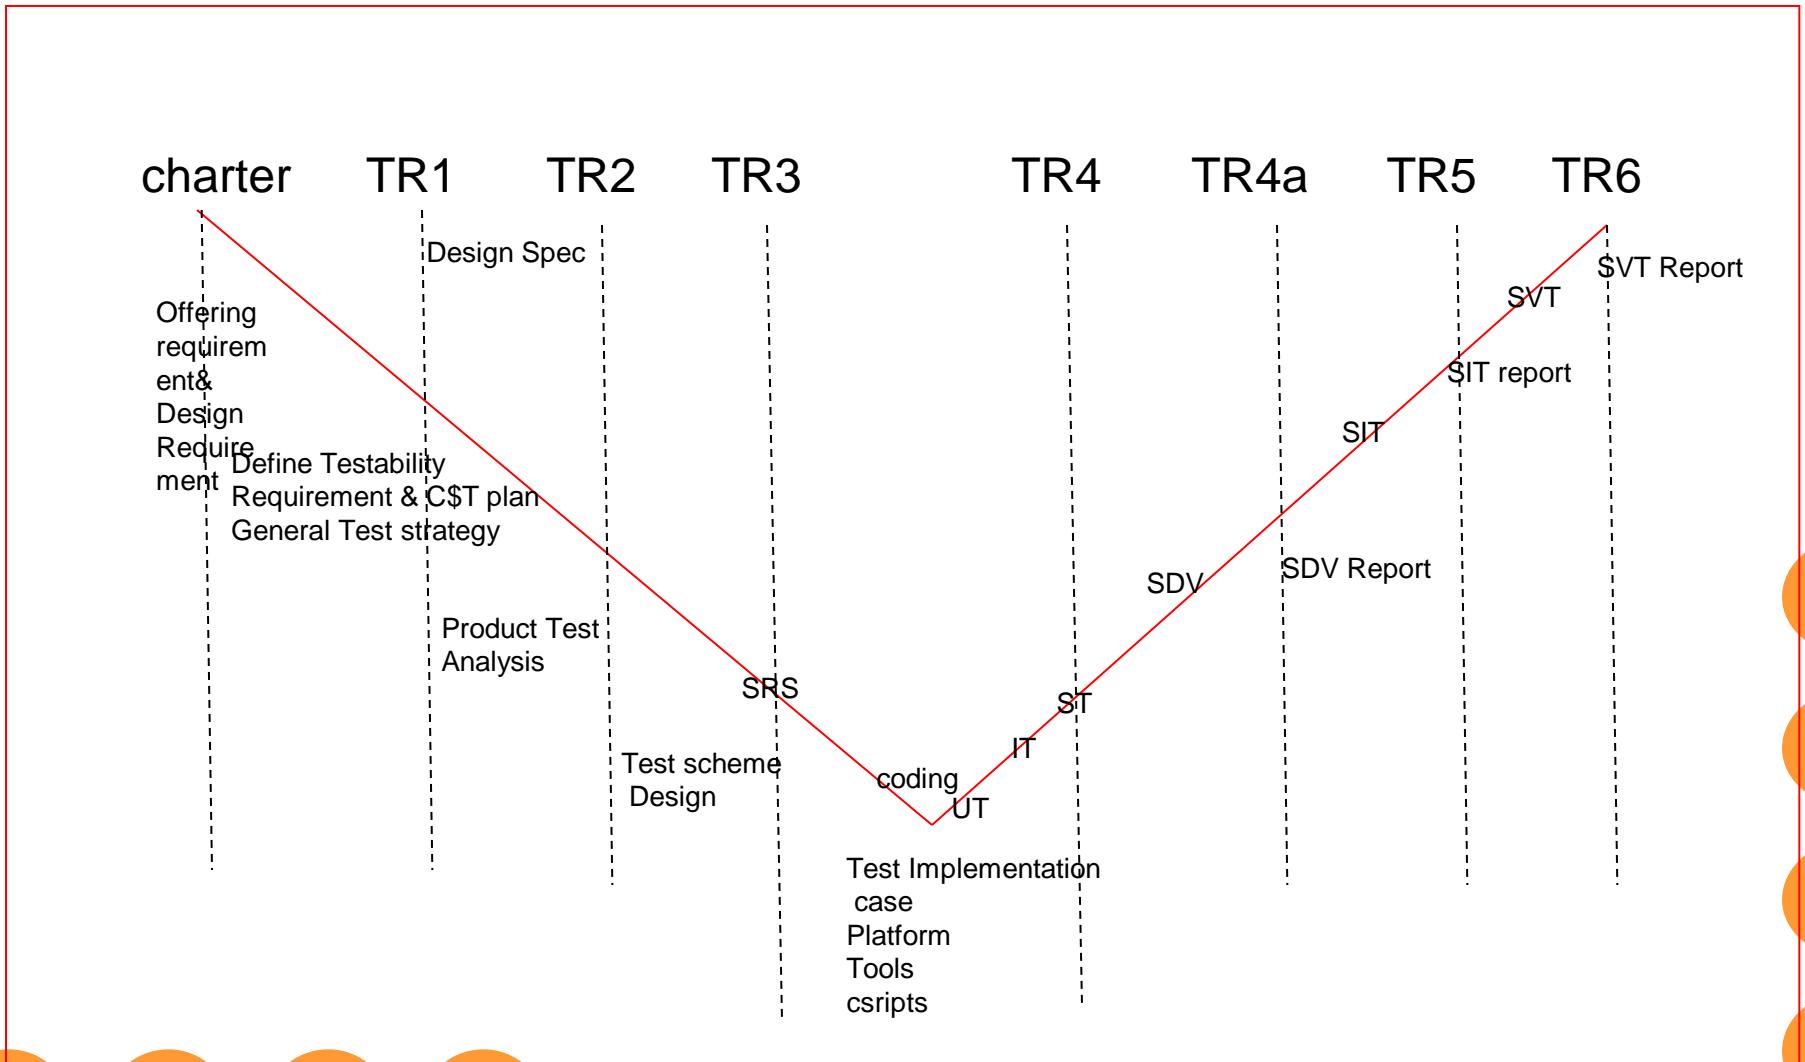 charter
TR1
TR2
TR3
TR4
TR4a
TR5
TR6
Design Spec
SVT Report
SVT
Offering
requirem
ent&
Design
Require
ment
SIT report
SIT
Define Testability
Requirement & C$T plan
General Test strategy
SDV
SDV Report
Product Test
Analysis
SRS
ST
IT
Test scheme
Design
coding
UT
Test Implementation
case
Platform
Tools
csripts